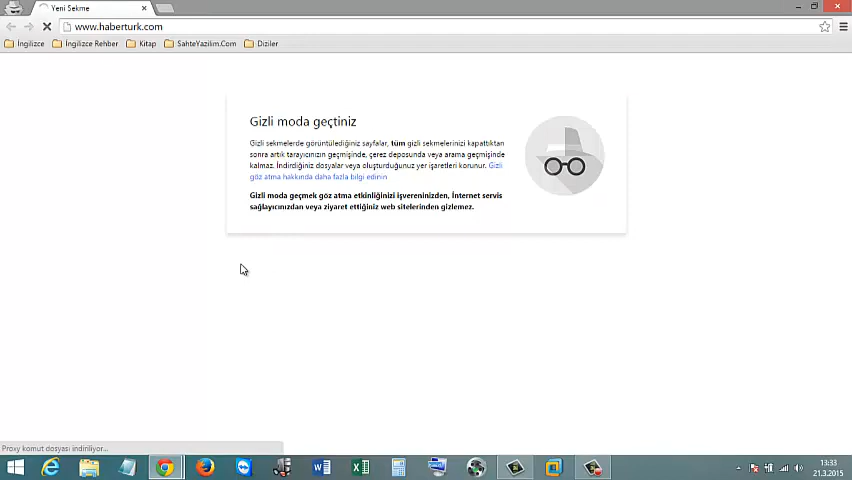 Yeni Sekme
www.haberturk.com
İngilizce
İngilizce Rehber
Kitap
SahteYazilim.Com
Diziler
Gizli moda geçtiniz
Gizli sekmelerde görüntülediğiniz sayfalar, tüm gizli sekmelerinizi kapattıktan
sonra artık tarayıcınızın geçmişinde, çerez deposunda veya arama geçmişinde
kalmaz. İndirdiğiniz dosyalar veya oluşturduğunuz yer işaretleri korunur. Gizli
göz atma hakkında daha fazla bilgi edinin
Gizli moda geçmek göz atma etkinliğinizi işvereninizden, İnternet servis
sağlayıcınızdan veya ziyaret ettiğiniz web sitelerinden gizlemez.
Proxy komut dosyası indiriliyor...
13:33
21.3.2015